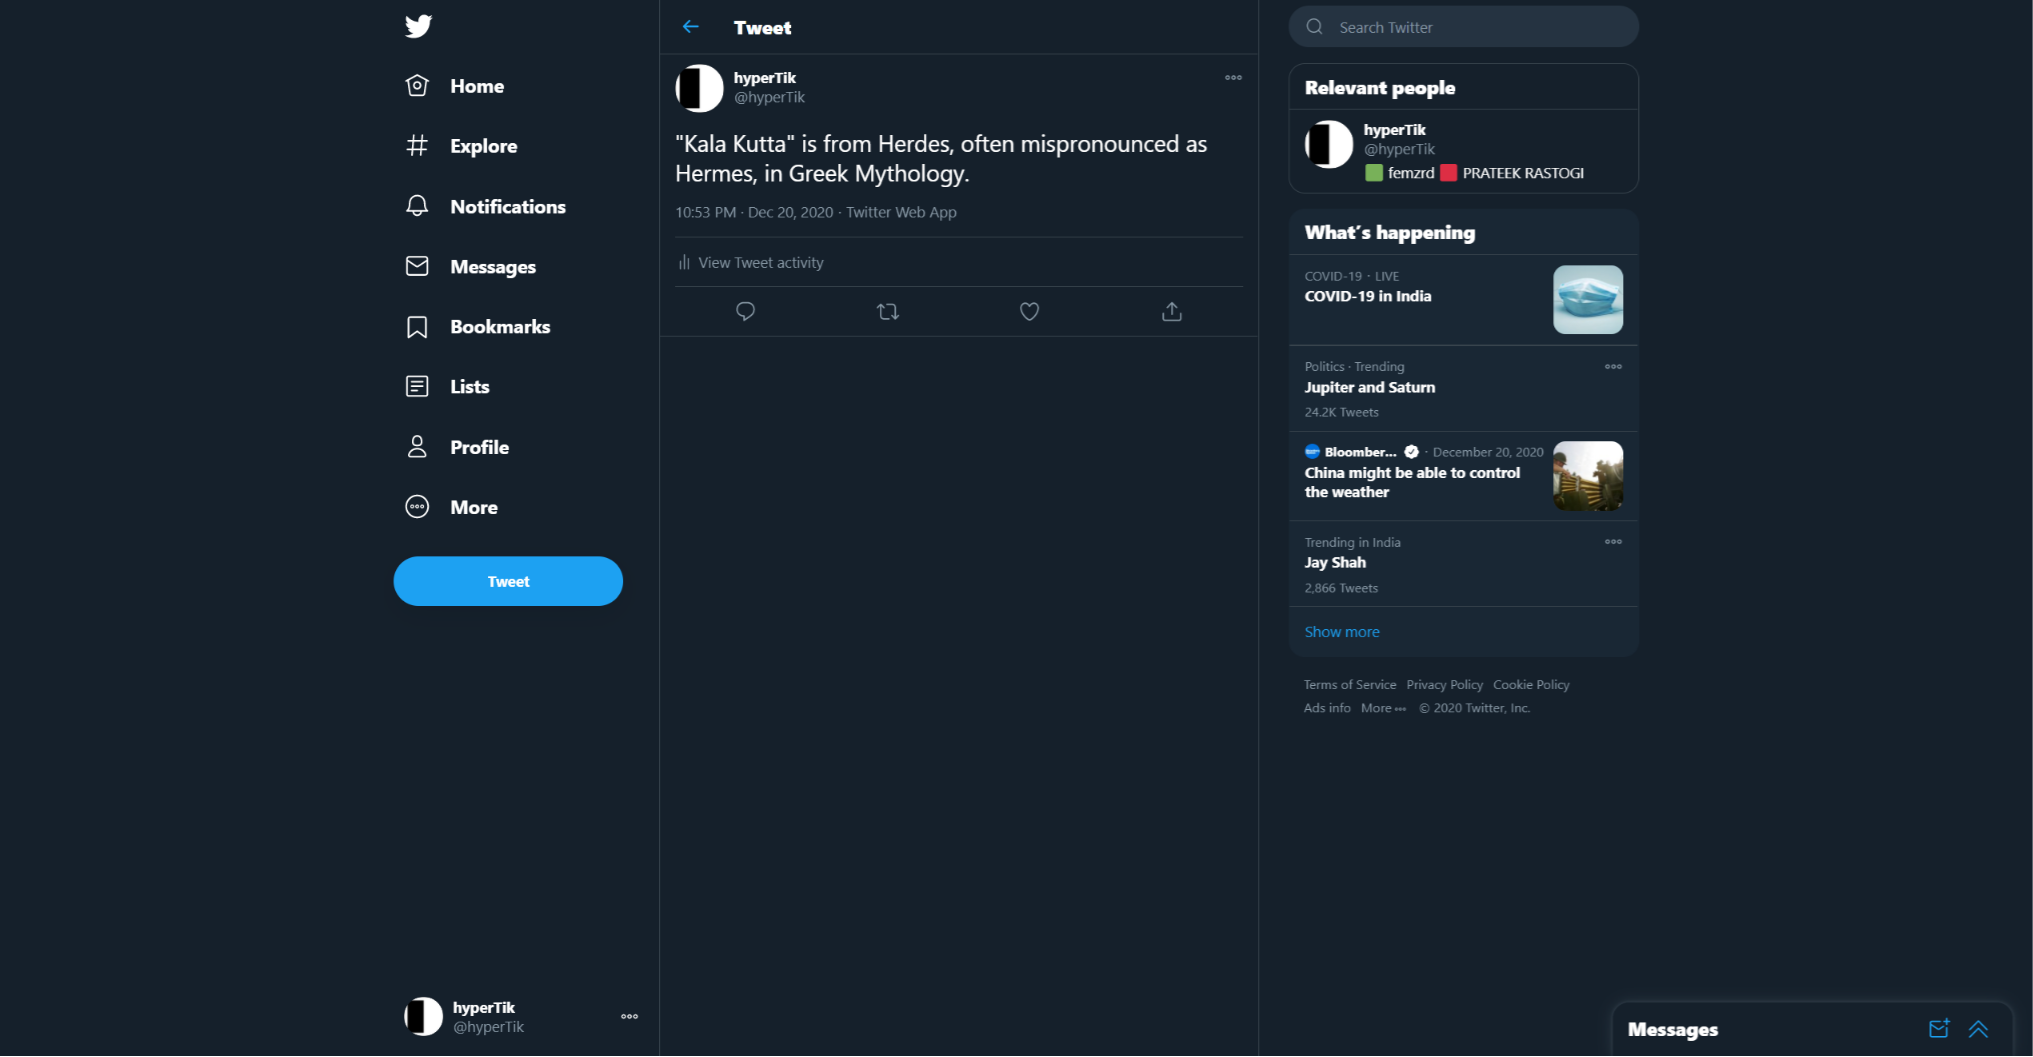 Home
Explore
Notifications
Messages
Bookmarks
Lists
Profile
More
Tweet
hyperTik
@hyperTik
Tweet
hyperTik
@hyperTik
"Kala Kutta" is from Herdes, often mispronounced as
Hermes, in Greek Mythology.
10:53 PM · Dec 20, 2020 · Twitter Web App
View Tweet activity
Search Twitter
Relevant people
hyperTik
@hyperTik
🟩 femzrd 🟥 PRATEEK RASTOGI
What's happening
COVID-19 · LIVE
COVID-19 in India
Politics · Trending
Jupiter and Saturn
24.2K Tweets
Bloomber... · December 20, 2020
China might be able to control
the weather
Trending in India
Jay Shah
2,866 Tweets
Show more
Terms of Service Privacy Policy Cookie Policy
Ads info More ••• © 2020 Twitter, Inc.
Messages